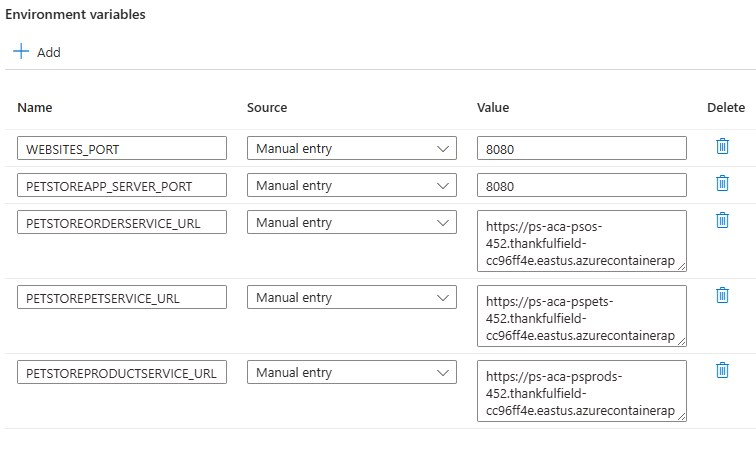 Environment variables
Add
Name Source Value Delete
WEBSITES_PORT Manual entry 8080
PETSTOREAPP_SERVER_PORT Manual entry 8080
PETSTOREORDERSERVICE_URL Manual entry https://ps-aca-psos-
452.thankfulfield-
cc96ff4e.eastus.azurecontainerap
PETSTOREPETSERVICE_URL Manual entry https://ps-aca-pspets-
452.thankfulfield-
cc96ff4e.eastus.azurecontainerap
PETSTOREPRODUCTSERVICE_URL Manual entry https://ps-aca-psprods-
452.thankfulfield-
cc96ff4e.eastus.azurecontainerap